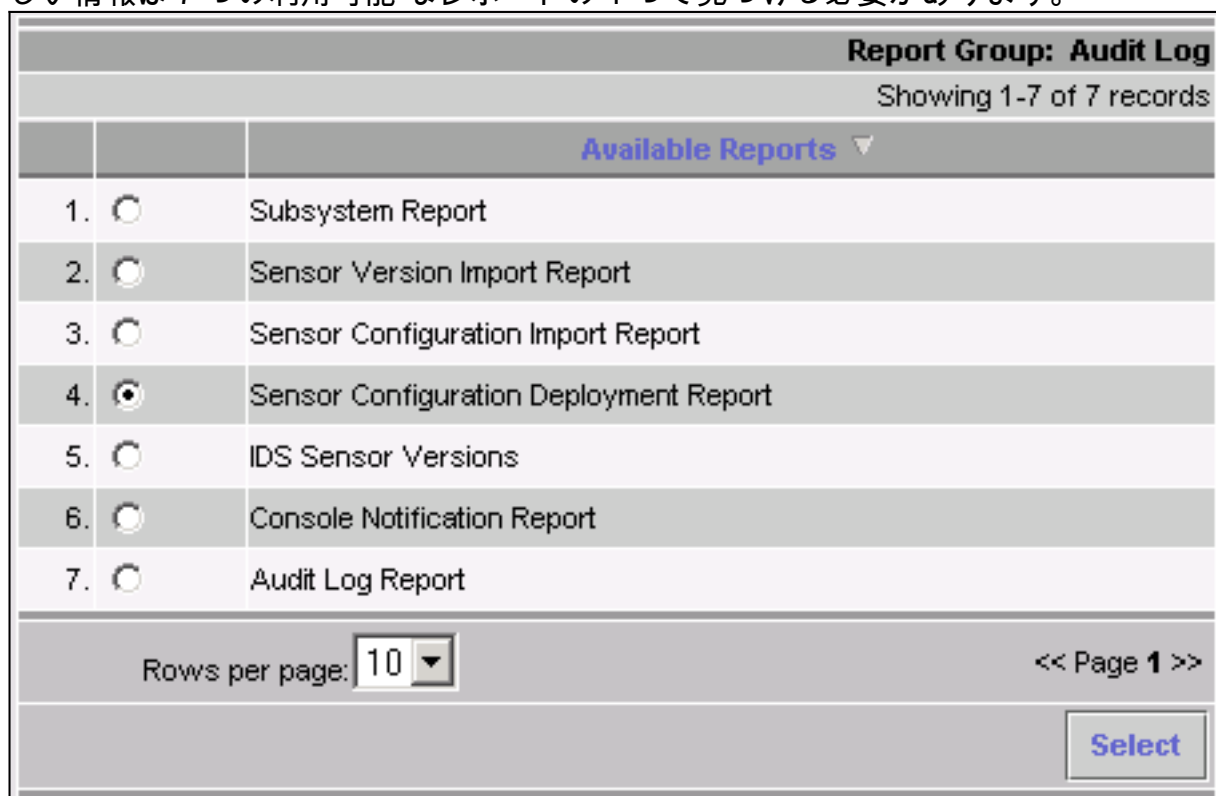 Report Group: Audit Log
Showing 1-7 of 7 records
Available Reports
1. Subsystem Report
2. Sensor Version Import Report
3. Sensor Configuration Import Report
4. Sensor Configuration Deployment Report
5. IDS Sensor Versions
6. Console Notification Report
7. Audit Log Report
Rows per page: 10 << Page 1 >>
Select